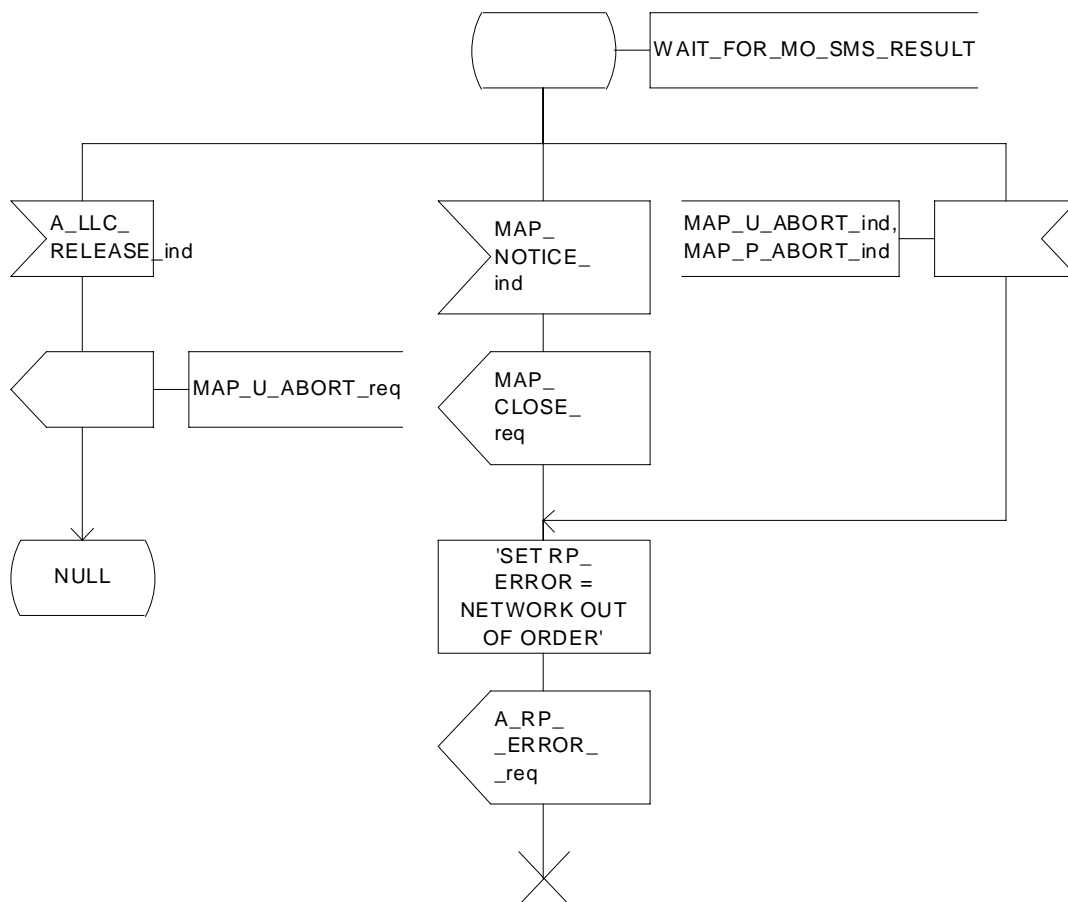 WAIT_FOR_MO_SMS_RESULT
A_LLC_
RELEASE_ind
MAP_
NOTICE_
ind
MAP_U_ABORT_ind,
MAP_P_ABORT_ind
MAP_U_ABORT_req
MAP_
CLOSE_
req
NULL
'SET RP_
ERROR =
NETWORK OUT
OF ORDER'
A_RP_
_ERROR_
_req